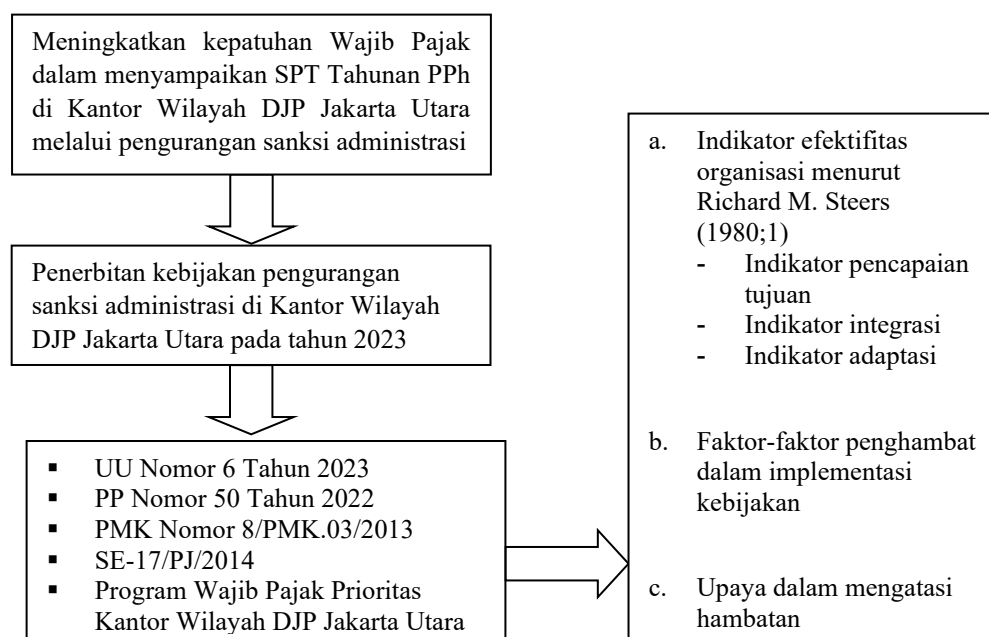 Meningkatkan kepatuhan Wajib Pajak
dalam menyampaikan SPT Tahunan PPh
di Kantor Wilayah DJP Jakarta Utara
melalui pengurangan sanksi administrasi
Penerbitan kebijakan pengurangan
sanksi administrasi di Kantor Wilayah
DJP Jakarta Utara pada tahun 2023
▪ UU Nomor 6 Tahun 2023
▪ PP Nomor 50 Tahun 2022
▪ PMK Nomor 8/PMK.03/2013
▪ SE-17/PJ/2014
▪ Program Wajib Pajak Prioritas
Kantor Wilayah DJP Jakarta Utara
a. Indikator efektifitas
organisasi menurut
Richard M. Steers
(1980;1)
- Indikator pencapaian
tujuan
- Indikator integrasi
- Indikator adaptasi
b. Faktor-faktor penghambat
dalam implementasi
kebijakan
c. Upaya dalam mengatasi
hambatan